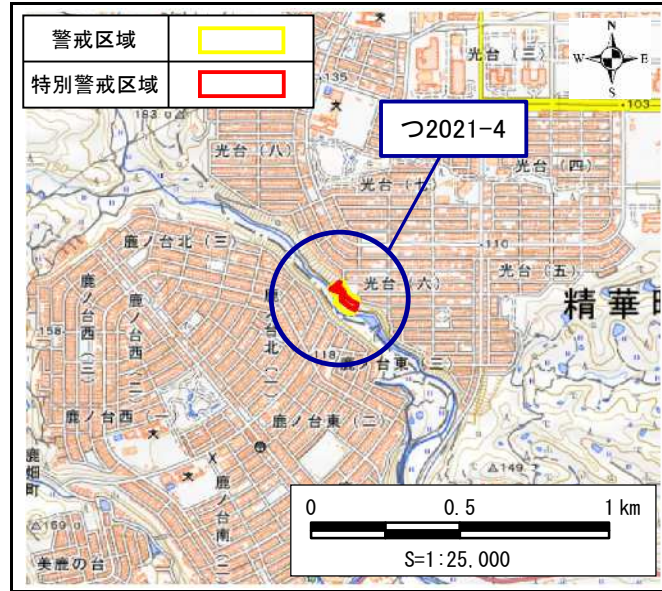 警戒区域
特別警戒区域
N
W
E
S
つ2021-4
光台(三)
135
103
193
光台(八)
光台(七)
光台(四)
110
鹿ノ台北(三)
光台(六)
光台(五)
精華町
鹿ノ台西(三)
158
鹿ノ台西(二)
鹿ノ台北(一)
118
鹿ノ台東(三)
鹿ノ台西(一)
鹿ノ台東(二)
鹿畑町
鹿ノ台南(二)
149
169
美鹿の台
0 0.5 1 km
S=1:25,000